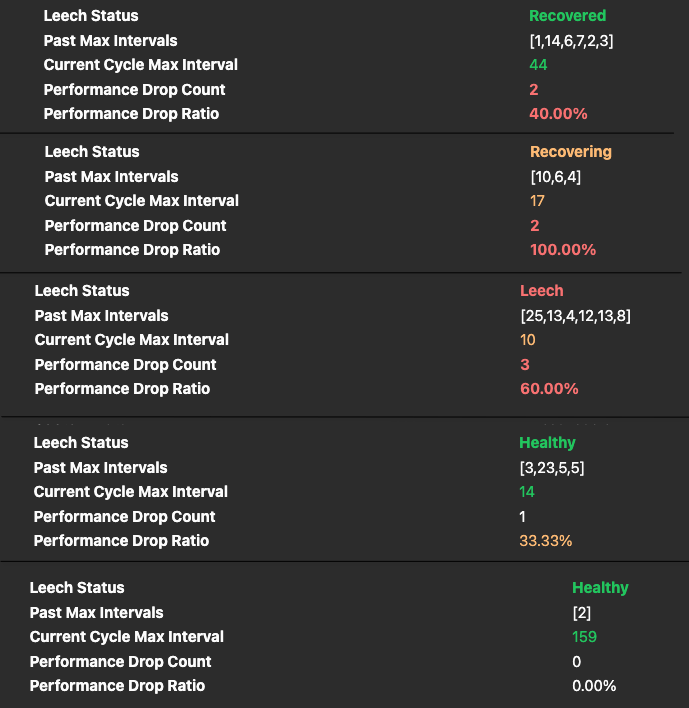 Leech Status Recovered
Past Max Intervals [1,14,6,7,2,3]
Current Cycle Max Interval 44
Performance Drop Count 2
Performance Drop Ratio 40.00%
Leech Status Recovering
Past Max Intervals [10,6,4]
Current Cycle Max Interval 17
Performance Drop Count 2
Performance Drop Ratio 100.00%
Leech Status Leech
Past Max Intervals [25,13,4,12,13,8]
Current Cycle Max Interval 10
Performance Drop Count 3
Performance Drop Ratio 60.00%
Leech Status Healthy
Past Max Intervals [3,23,5,5]
Current Cycle Max Interval 14
Performance Drop Count 1
Performance Drop Ratio 33.33%
Leech Status Healthy
Past Max Intervals [2]
Current Cycle Max Interval 159
Performance Drop Count 0
Performance Drop Ratio 0.00%